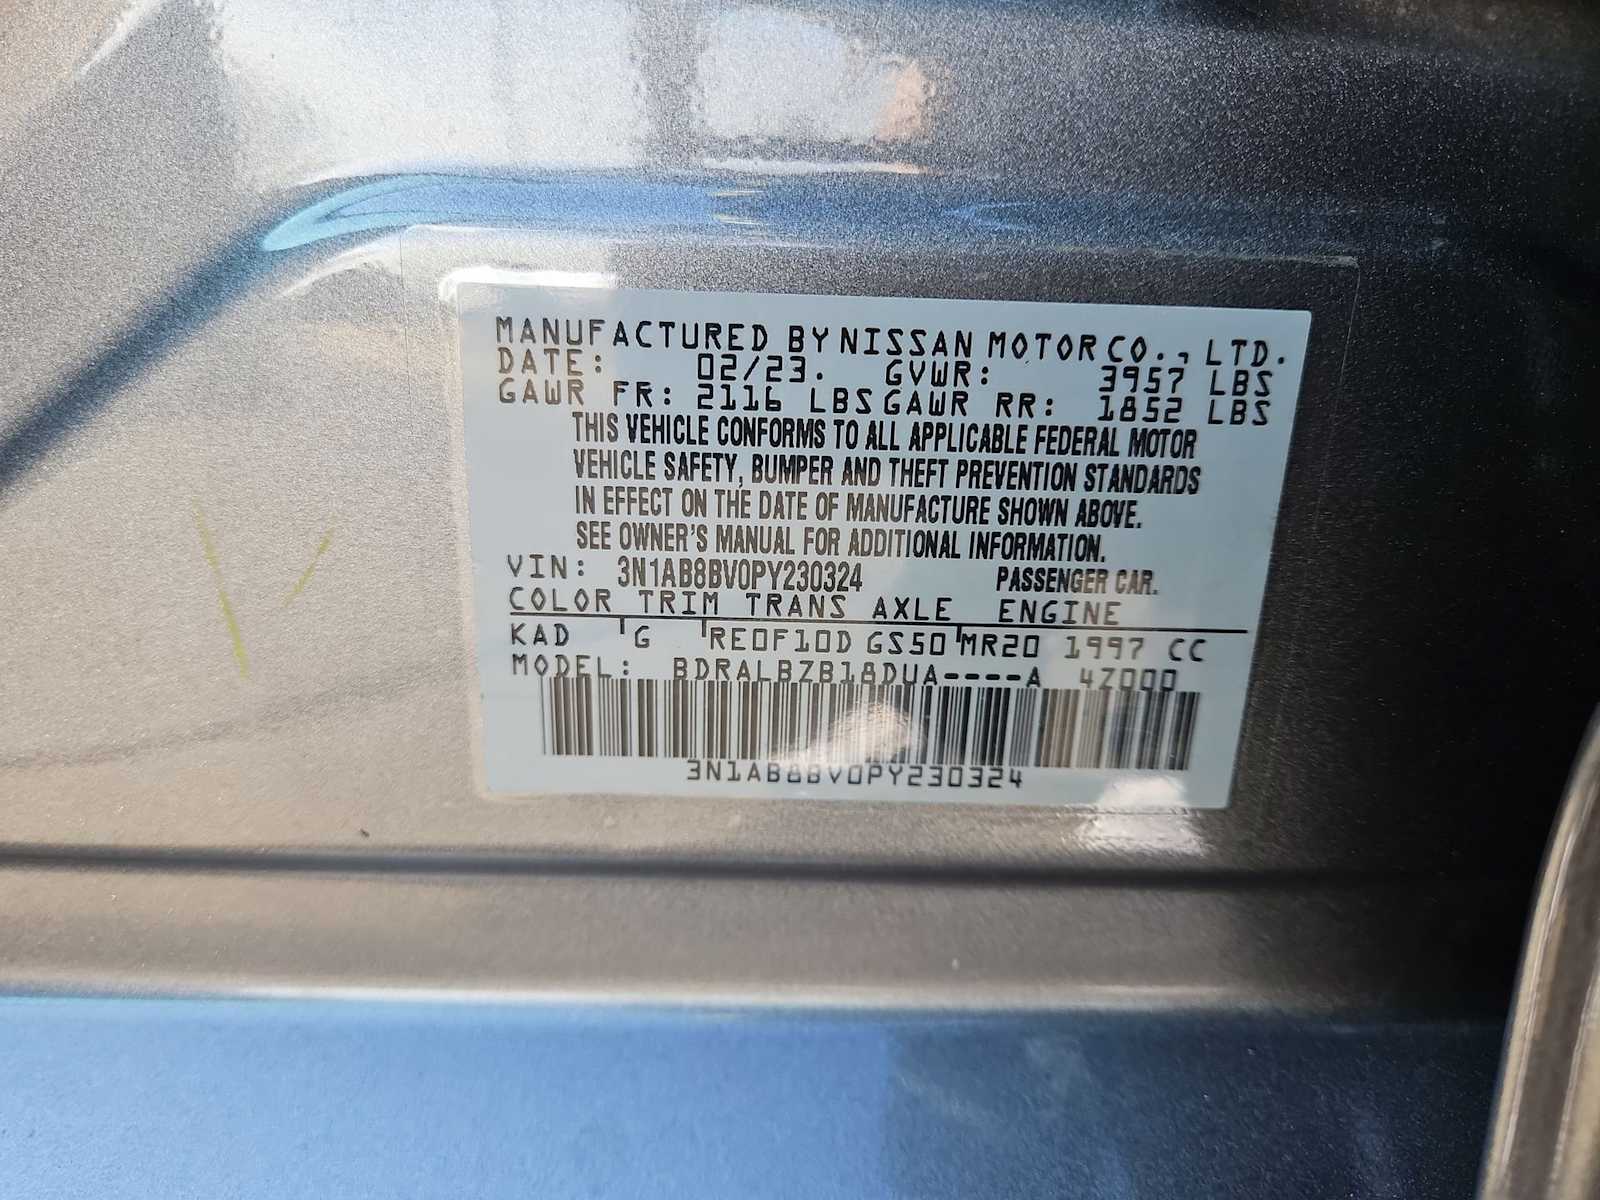 MANUFACTURED BY NISSAN MOTOR CO., LTD.
DATE: 02/23. GVWR: 3957 LBS
GAWR FR: 2116 LBS GAWR RR: 1852 LBS
THIS VEHICLE CONFORMS TO ALL APPLICABLE FEDERAL MOTOR
VEHICLE SAFETY, BUMPER AND THEFT PREVENTION STANDARDS
IN EFFECT ON THE DATE OF MANUFACTURE SHOWN ABOVE.
SEE OWNER'S MANUAL FOR ADDITIONAL INFORMATION.
VIN: 3N1AB8BV0PY230324 PASSENGER CAR.
COLOR TRIM TRANS AXLE ENGINE
KAD G RE0F10D GS50 MR20 1997 CC
MODEL: BDRALBZB18DUA----A 4Z000
3N1AB8BV0PY230324